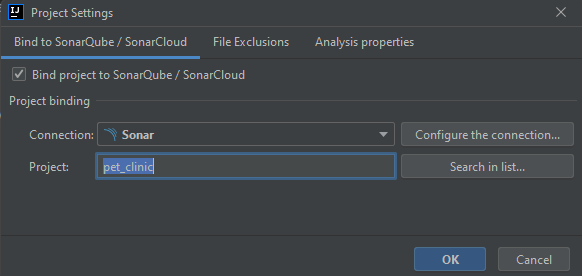 Project Settings
Bind to SonarQube / SonarCloud File Exclusions Analysis properties
Bind project to SonarQube / SonarCloud
Project binding
Connection: Sonar Configure the connection...
Project: pet_clinic Search in list...
OK Cancel